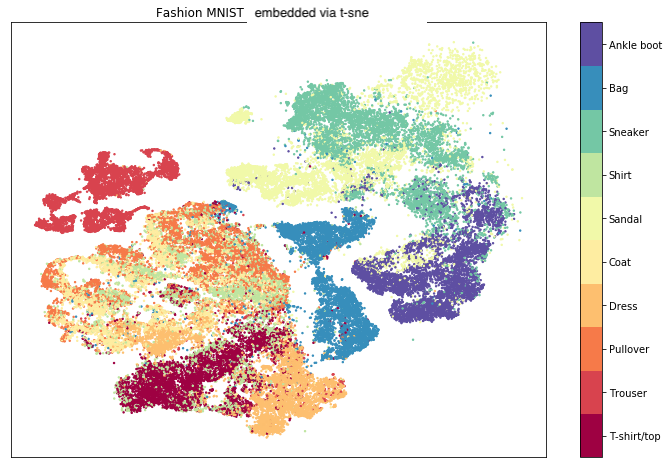 Fashion MNIST embedded via t-sne
Ankle boot
Bag
Sneaker
Shirt
Sandal
Coat
Dress
Pullover
Trouser
T-shirt/top